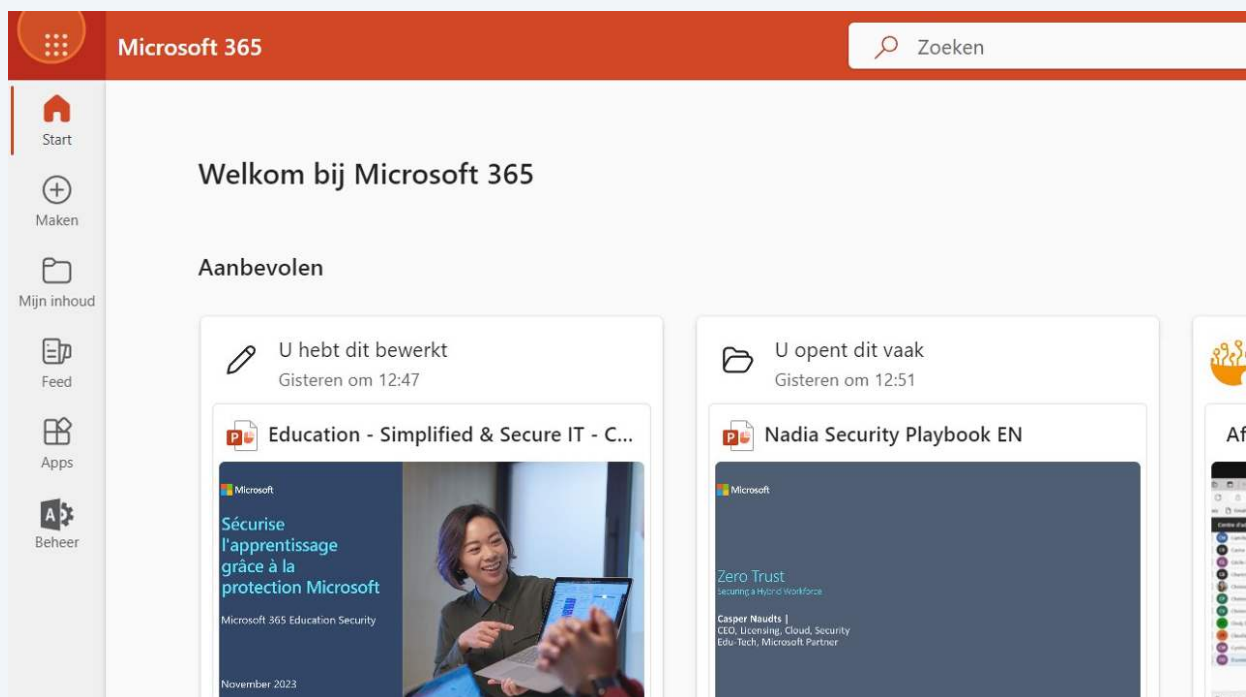 Microsoft 365
Zoeken
Start
Maken
Mijn inhoud
Feed
Apps
Beheer
Welkom bij Microsoft 365
Aanbevolen
U hebt dit bewerkt
Gisteren om 12:47
Education - Simplified & Secure IT - C...
Microsoft
Sécurise
l'apprentissage
grâce à la
protection Microsoft
Microsoft 365 Education Security
November 2023
U opent dit vaak
Gisteren om 12:51
Nadia Security Playbook EN
Microsoft
Zero Trust
Securing a Hybrid Workforce
Casper Naudts |
CEO, Licensing, Cloud, Security
Edu-Tech, Microsoft Partner
Af